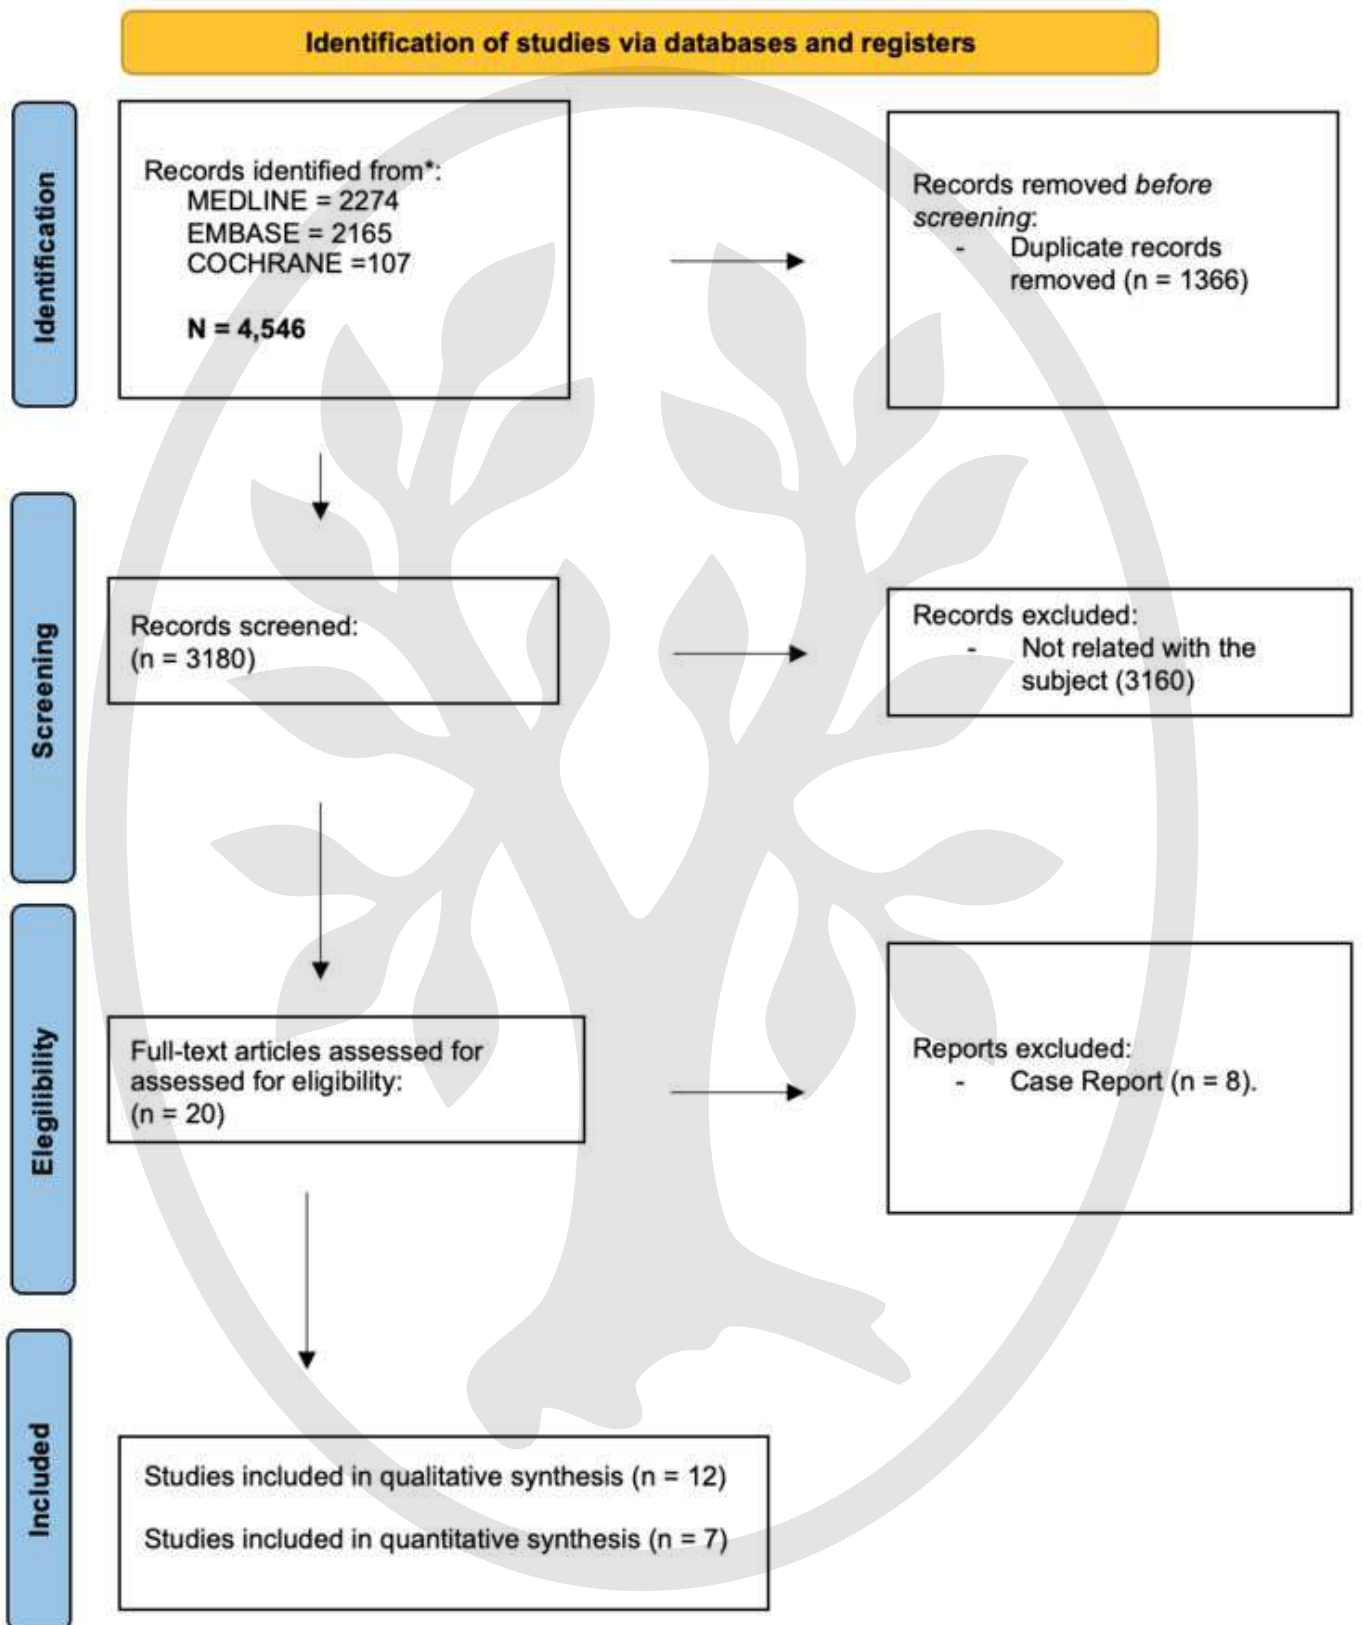 Identification of studies via databases and registers
Identification
Records identified from*:
MEDLINE = 2274
EMBASE = 2165
COCHRANE =107
N = 4,546
Records removed before
screening:
- Duplicate records
removed (n = 1366)
Screening
Records screened:
(n = 3180)
Records excluded:
- Not related with the
subject (3160)
Elegilibility
Full-text articles assessed for
assessed for eligibility:
(n = 20)
Reports excluded:
- Case Report (n = 8).
Included
Studies included in qualitative synthesis (n = 12)
Studies included in quantitative synthesis (n = 7)